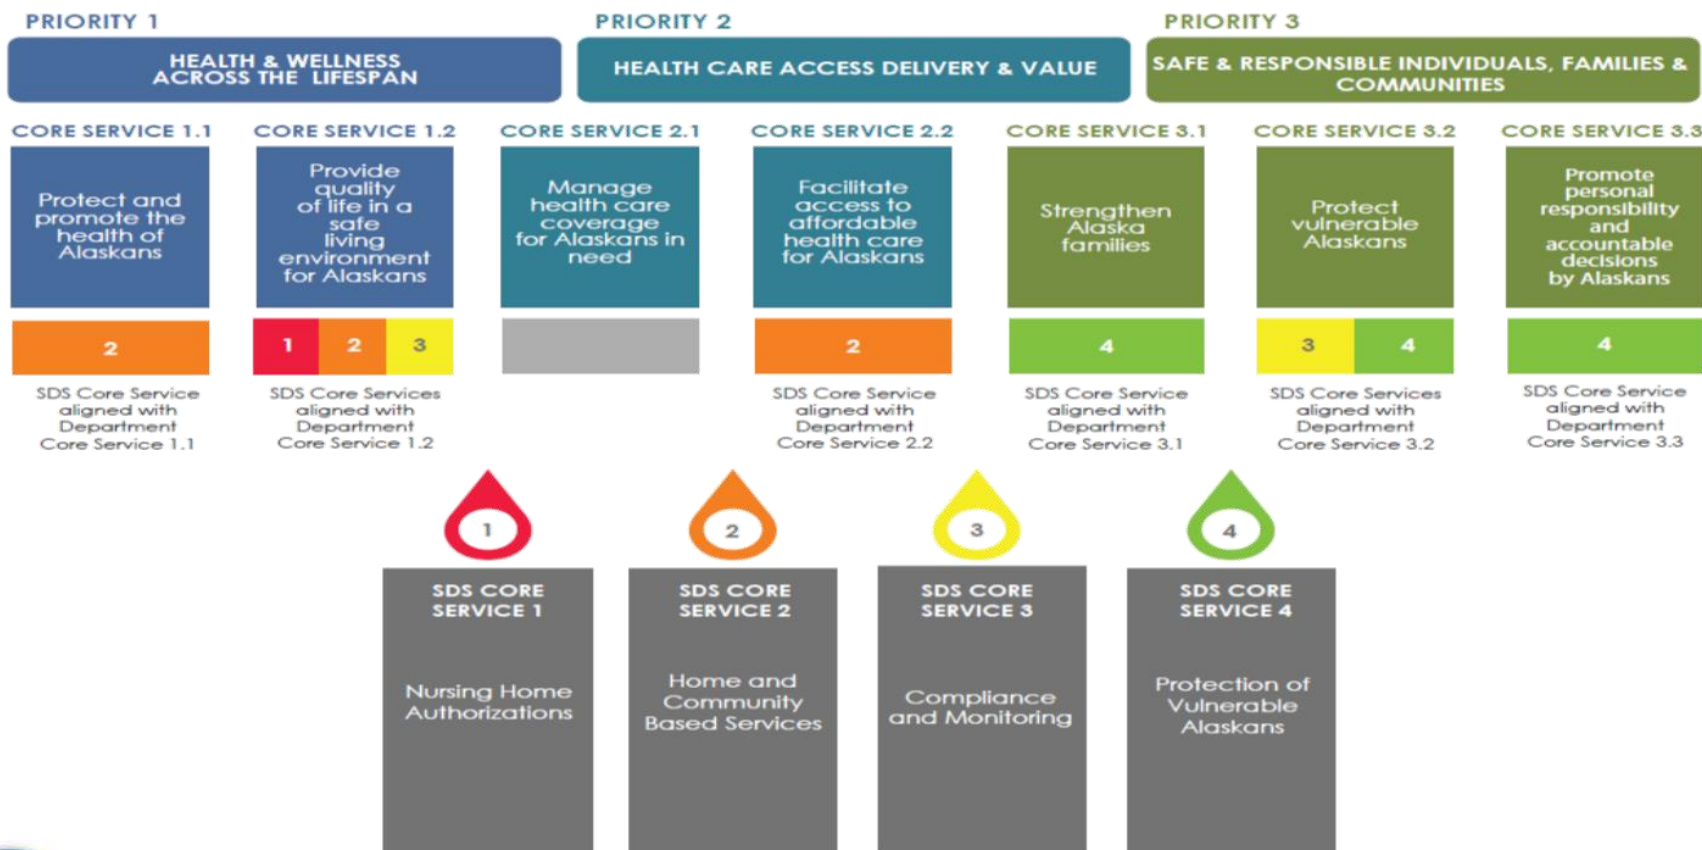 PRIORITY 1
PRIORITY 2
PRIORITY 3
HEALTH & WELLNESS
ACROSS THE LIFESPAN
HEALTH CARE ACCESS DELIVERY & VALUE
SAFE & RESPONSIBLE INDIVIDUALS, FAMILIES &
COMMUNITIES
CORE SERVICE 1.1
Protect and
promote the
health of
Alaskans
2
SDS Core Service
aligned with
Department
Core Service 1.1
CORE SERVICE 1.2
Provide
quality
of life in a
safe
living
environment
for Alaskans
1
2
3
SDS Core Services
aligned with
Department
Core Service 1.2
CORE SERVICE 2.1
Manage
health care
coverage
for Alaskans in
need
CORE SERVICE 2.2
Facilitate
access to
affordable
health care
for Alaskans
2
SDS Core Service
aligned with
Department
Core Service 2.2
CORE SERVICE 3.1
Strengthen
Alaska
families
4
SDS Core Service
aligned with
Department
Core Service 3.1
CORE SERVICE 3.2
Protect
vulnerable
Alaskans
3
4
SDS Core Services
aligned with
Department
Core Service 3.2
CORE SERVICE 3.3
Promote
personal
responsibility
and
accountable
decisions
by Alaskans
4
SDS Core Service
aligned with
Department
Core Service 3.3
1
SDS CORE
SERVICE 1
Nursing Home
Authorizations
2
SDS CORE
SERVICE 2
Home and
Community
Based Services
3
SDS CORE
SERVICE 3
Compliance
and Monitoring
4
SDS CORE
SERVICE 4
Protection of
Vulnerable
Alaskans